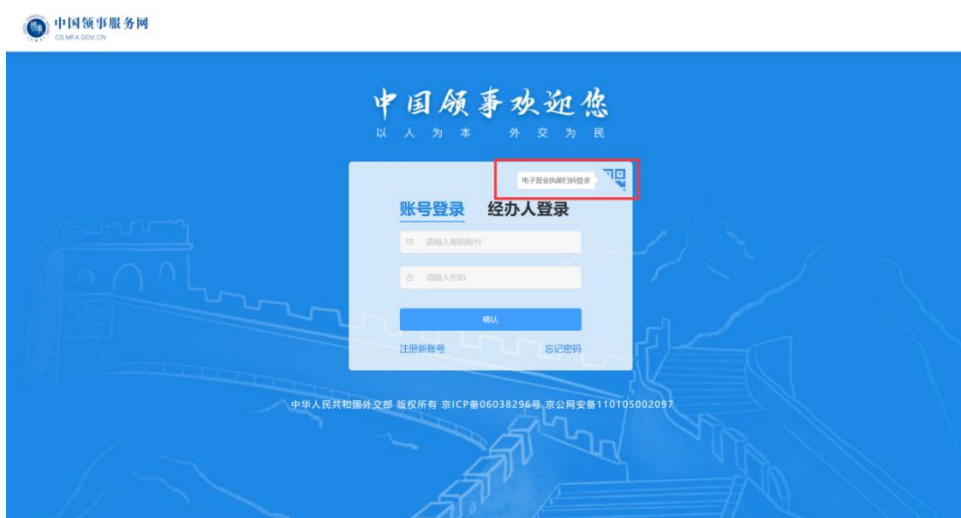 中国领事服务网
CS.MFA.GOV.CN
中国领事欢迎您
以人为本 外交为民
电子营业执照扫码登录
账号登录 经办人登录
请输入邮箱账号
请输入密码
确认
注册新账号 忘记密码
中华人民共和国外交部 版权所有 京ICP备06038296号 京公网安备110105002097